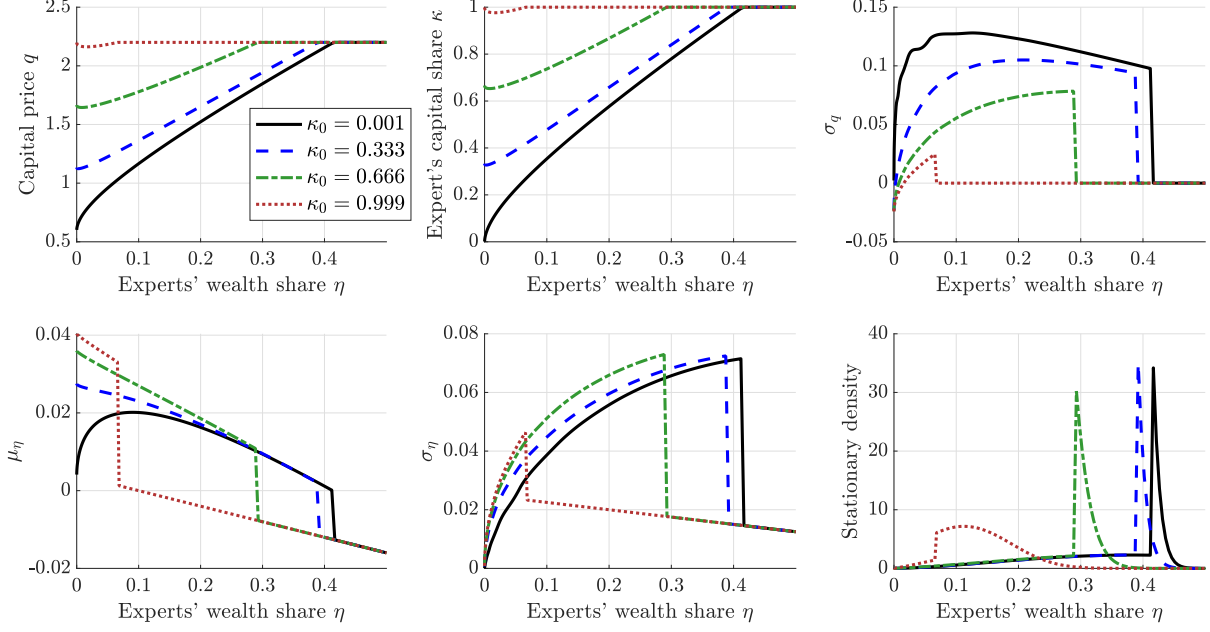 2.5
2
1.5
1
0.5
Capital price q
0 0.1 0.2 0.3 0.4
Experts' wealth share η
κ₀ = 0.001
κ₀ = 0.333
κ₀ = 0.666
κ₀ = 0.999
1
0.8
0.6
0.4
0.2
0
Expert's capital share κ
0 0.1 0.2 0.3 0.4
Experts' wealth share η
0.15
0.1
0.05
0
-0.05
σ_q
0 0.1 0.2 0.3 0.4
Experts' wealth share η
0.04
0.02
0
-0.02
μ_η
0 0.1 0.2 0.3 0.4
Experts' wealth share η
0.08
0.06
0.04
0.02
0
σ_η
0 0.1 0.2 0.3 0.4
Experts' wealth share η
40
30
20
10
0
Stationary density
0 0.1 0.2 0.3 0.4
Experts' wealth share η